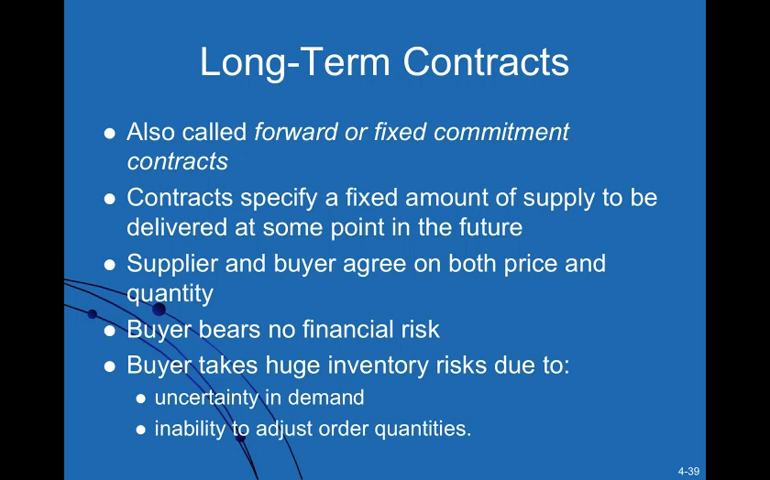 Long-Term Contracts
● Also called forward or fixed commitment
contracts
● Contracts specify a fixed amount of supply to be
delivered at some point in the future
● Supplier and buyer agree on both price and
quantity
● Buyer bears no financial risk
● Buyer takes huge inventory risks due to:
● uncertainty in demand
● inability to adjust order quantities.
4-39